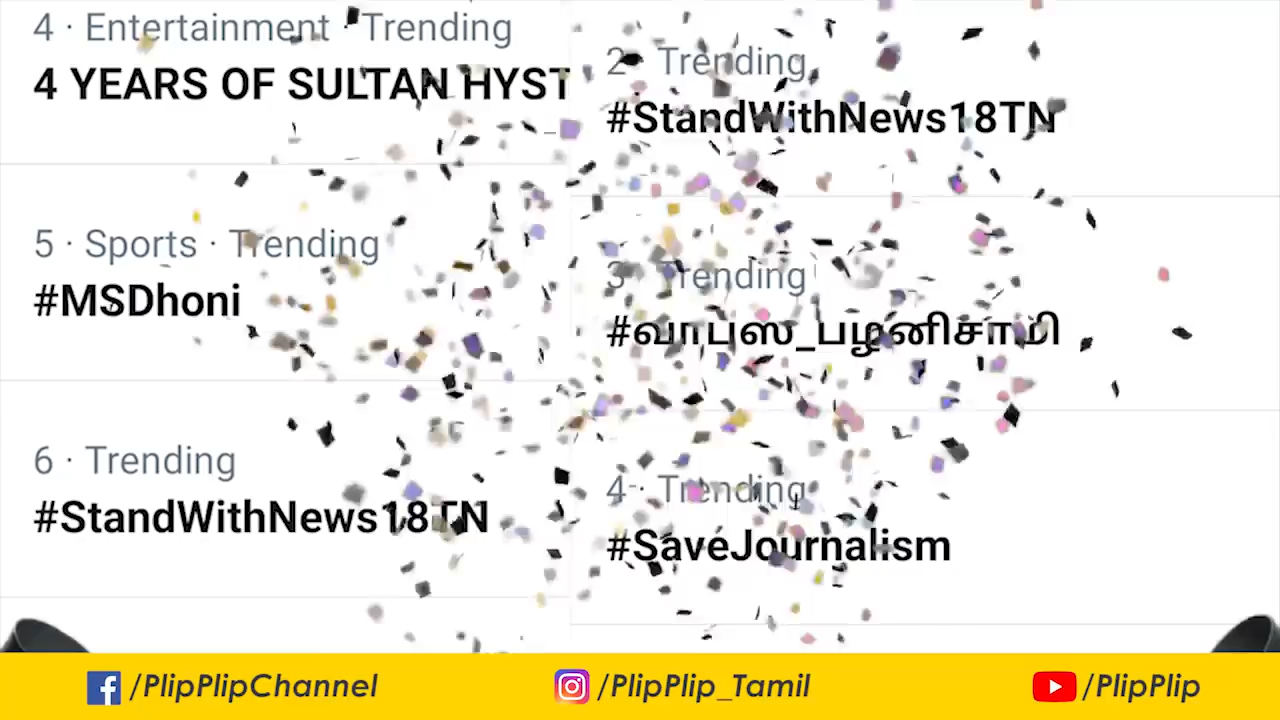 4 · Entertainment · Trending
4 YEARS OF SULTAN HYST
5 · Sports · Trending
#MSDhoni
6 · Trending
#StandWithNews18TN
2 · Trending
#StandWithNews18TN
3 · Trending
#வாபஸ்_பழனிசாமி
4 · Trending
#SaveJournalism
/PlipPlipChannel
/PlipPlip_Tamil
/PlipPlip